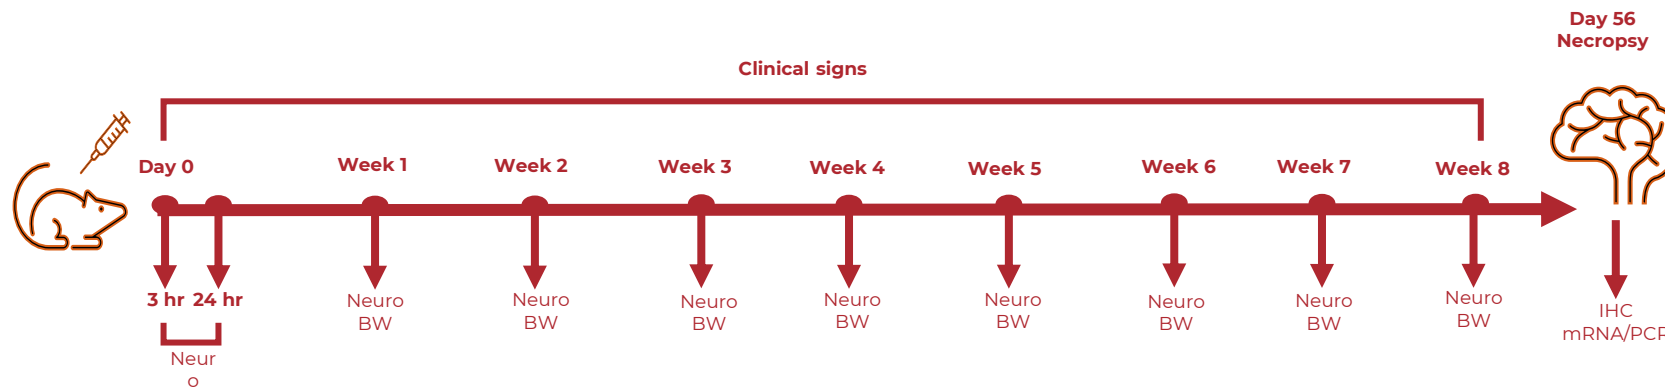 Day 56
Necropsy
Clinical signs
Day 0
Week 1
Week 2
Week 3
Week 4
Week 5
Week 6
Week 7
Week 8
3 hr
24 hr
Neur
o
Neuro
BW
Neuro
BW
Neuro
BW
Neuro
BW
Neuro
BW
Neuro
BW
Neuro
BW
Neuro
BW
IHC
mRNA/PCR